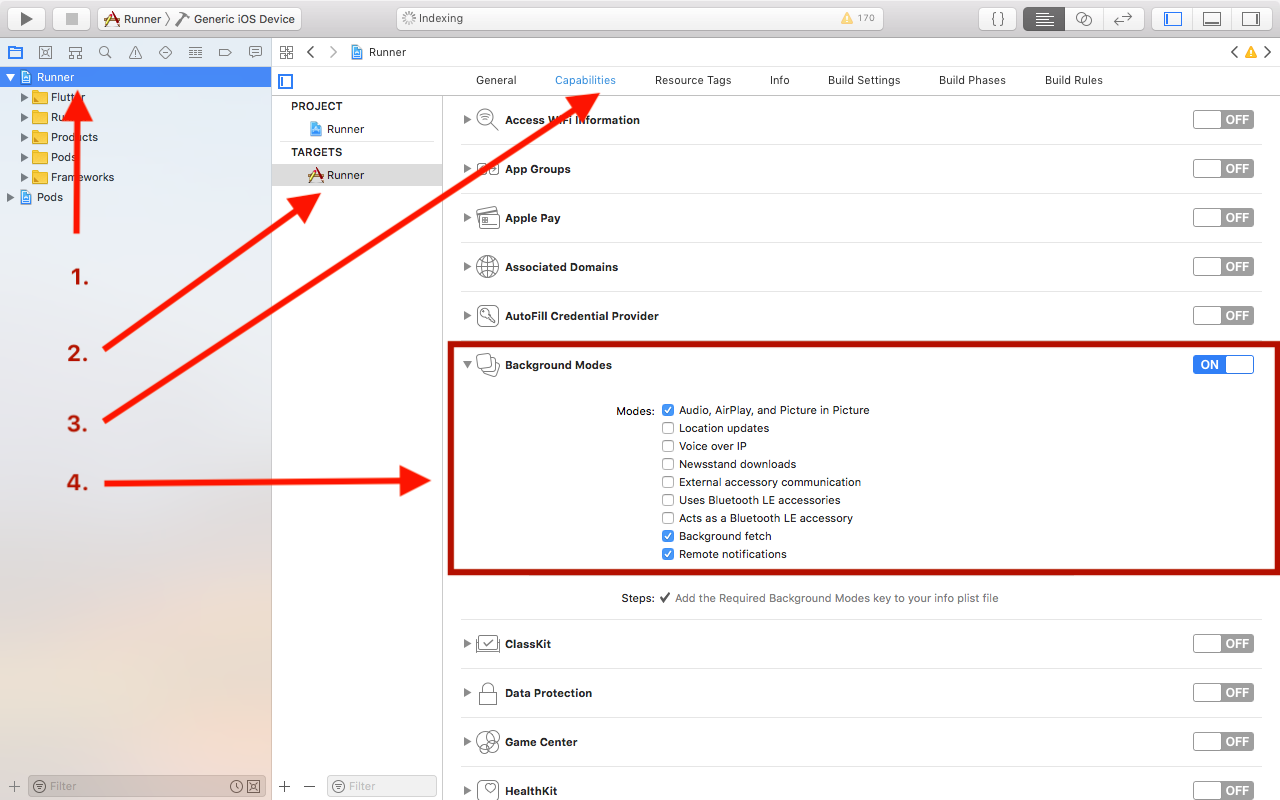 Runner Generic iOS Device Indexing 170
Runner
Runner
General Capabilities Resource Tags Info Build Settings Build Phases Build Rules
Flutter
Products
Pods
Frameworks
Pods
PROJECT
Runner
TARGETS
Runner
1.
2.
3.
4.
Access WiFi Information OFF
App Groups OFF
Apple Pay OFF
Associated Domains OFF
AutoFill Credential Provider OFF
Background Modes ON
Modes: Audio, AirPlay, and Picture in Picture
Location updates
Voice over IP
Newsstand downloads
External accessory communication
Uses Bluetooth LE accessories
Acts as a Bluetooth LE accessory
Background fetch
Remote notifications
Steps: Add the Required Background Modes key to your info plist file
ClassKit OFF
Data Protection OFF
Game Center OFF
HealthKit OFF
Filter
Filter